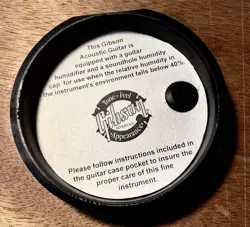 This Gibson
Acoustic Guitar is
equipped with a guitar
humidifier and a soundhole humidity
cap for use when the relative humidity in
the instrument's environment falls below 40%.
Tone • Feel
Gibson
Appearance
Please follow instructions included in
the guitar case pocket to insure the
proper care of this fine
instrument.